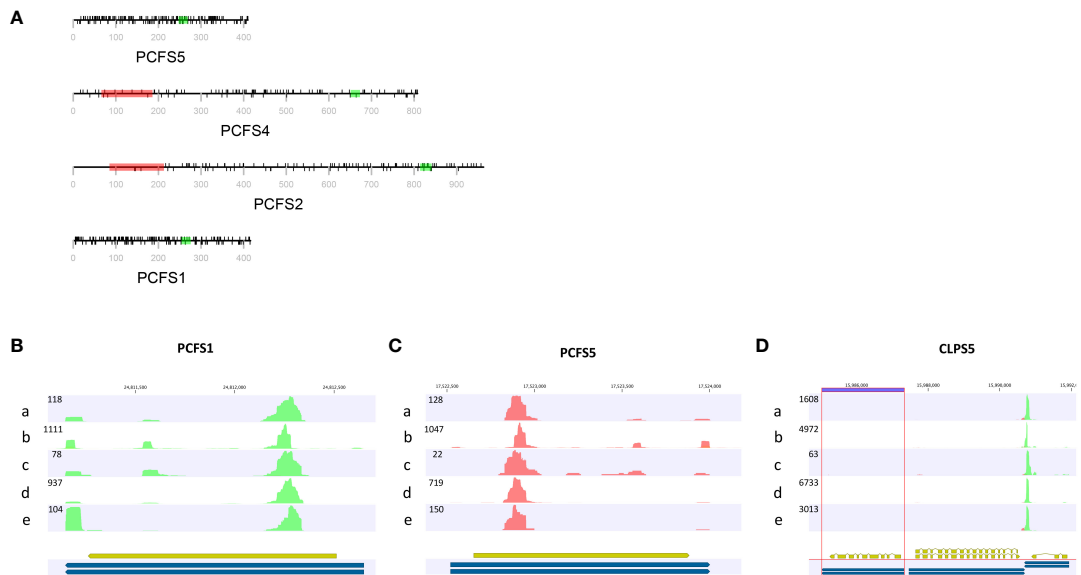 A
0 100 200 300 400
PCFS5
0 100 200 300 400 500 600 700 800
PCFS4
0 100 200 300 400 500 600 700 800 900
PCFS2
0 100 200 300 400
PCFS1
B
PCFS1
24,811,500 24,812,000 24,812,500
a 118
b 1111
c 78
d 937
e 104
C
PCFS5
17,522,500 17,523,000 17,523,500 17,524,000
a 128
b 1047
c 22
d 719
e 150
D
CLPS5
15,986,000 15,988,000 15,990,000 15,992,
a 1608
b 4972
c 63
d 6733
e 3013